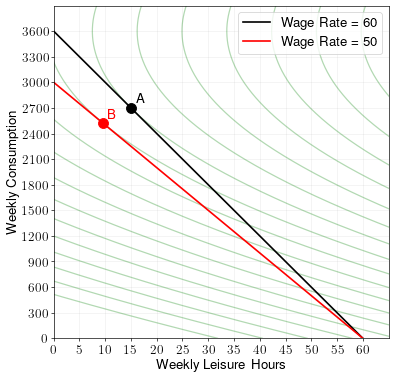 Wage Rate = 60
Wage Rate = 50
3600
3300
3000
2700
2400
2100
1800
1500
1200
900
600
300
0
A
B
Weekly Consumption
0 5 10 15 20 25 30 35 40 45 50 55 60
Weekly Leisure Hours